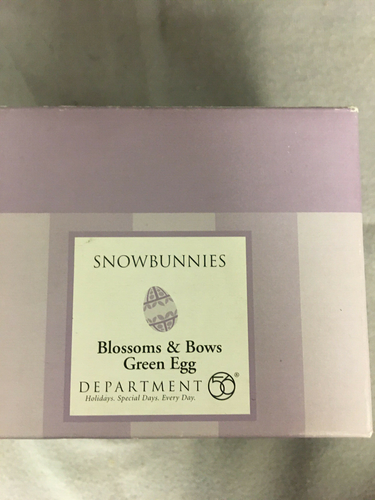 SNOWBUNNIES
Blossoms & Bows
Green Egg
DEPARTMENT 56®
Holidays. Special Days. Every Day.